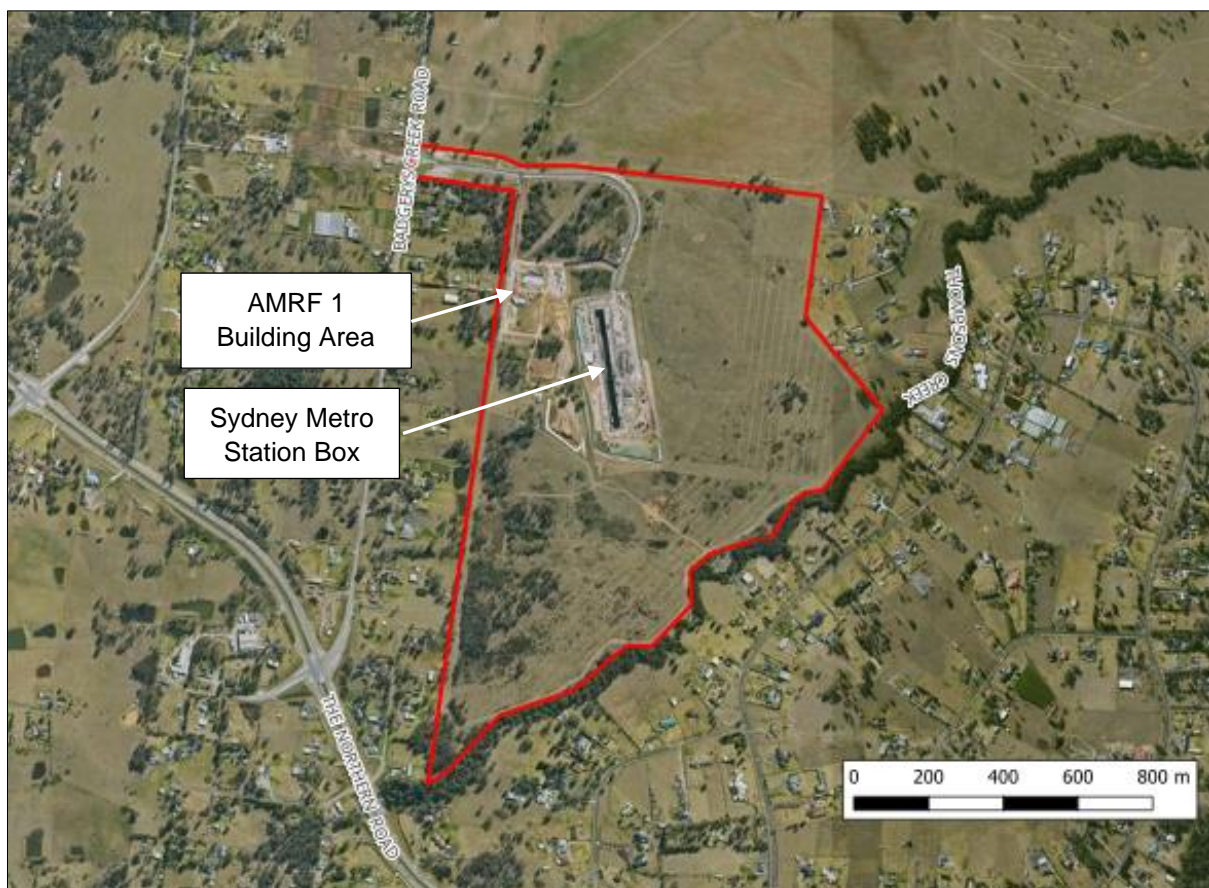 BADGERYS CREEK ROAD
AMRF 1
Building Area
Sydney Metro
Station Box
THOMPSONS
CREEK
THE NORTHERN ROAD
0 200 400 600 800 m